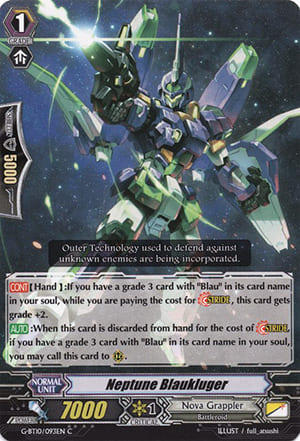 1
GRADE
SHIELD 5000
Outer Technology used to defend against
unknown enemies are being incorporated.
CONT【Hand】:If you have a grade 3 card with "Blau" in its card name
in your soul, while you are paying the cost for STRIDE, this card gets
grade +2.
AUTO:When this card is discarded from hand for the cost of STRIDE,
if you have a grade 3 card with "Blau" in its card name in your soul,
you may call this card to R.
NORMAL
UNIT
Neptune Blaukluger
POWER
7000
1
CRITICAL
Nova Grappler
Battleroid
G-BT10/093EN C
ILLUST / full_atsushi